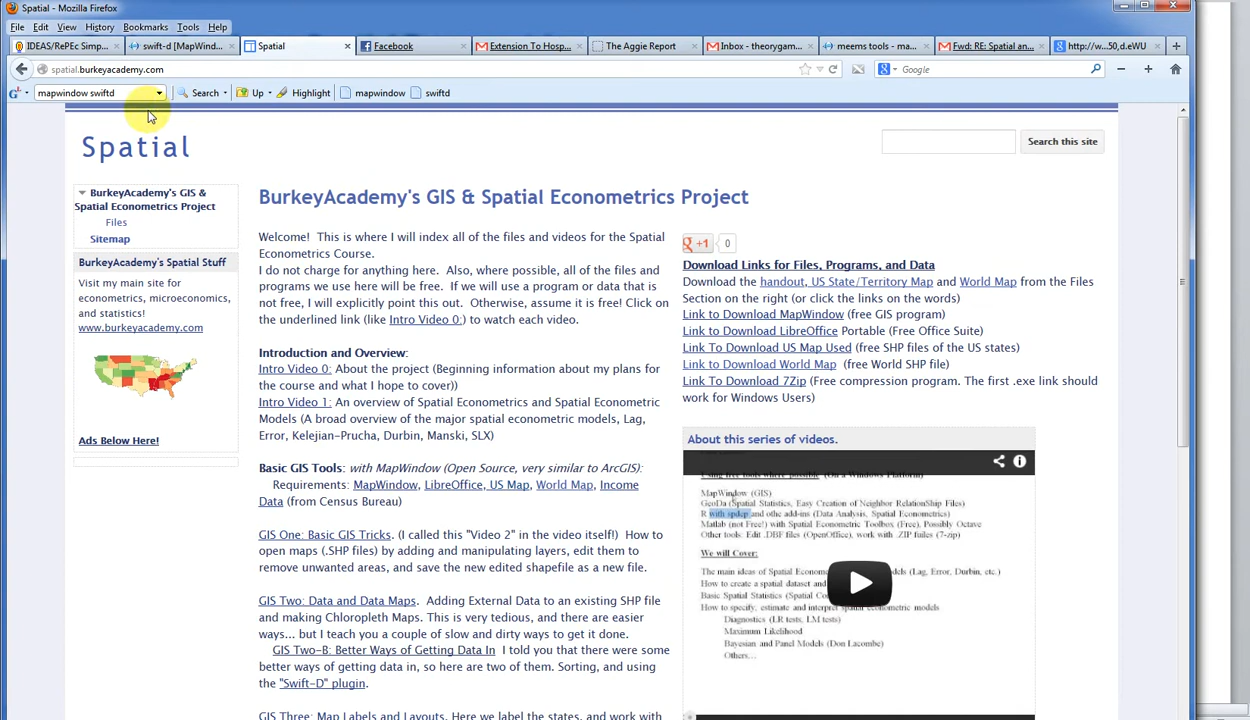 Spatial - Mozilla Firefox
File Edit View History Bookmarks Tools Help
IDEAS/RePEc Simp... swift-d [MapWind... Spatial Facebook Extension To Hosp... The Aggie Report Inbox - theorygam... meems tools - ma... Fwd: RE: Spatial an... http://w...50,d.eWU
spatial.burkeyacademy.com
Google
mapwindow swiftd Search Up Highlight mapwindow swiftd
Spatial
Search this site
BurkeyAcademy's GIS &
Spatial Econometrics Project
Files
Sitemap
BurkeyAcademy's Spatial Stuff
Visit my main site for
econometrics, microeconomics,
and statistics!
www.burkeyacademy.com
Ads Below Here!
BurkeyAcademy's GIS & Spatial Econometrics Project
Welcome! This is where I will index all of the files and videos for the Spatial
Econometrics Course.
I do not charge for anything here. Also, where possible, all of the files and
programs we use here will be free. If we will use a program or data that is
not free, I will explicitly point this out. Otherwise, assume it is free! Click on
the underlined link (like Intro Video 0:) to watch each video.
Introduction and Overview:
Intro Video 0: About the project (Beginning information about my plans for
the course and what I hope to cover))
Intro Video 1: An overview of Spatial Econometrics and Spatial Econometric
Models (A broad overview of the major spatial econometric models, Lag,
Error, Kelejian-Prucha, Durbin, Manski, SLX)
Basic GIS Tools: with MapWindow (Open Source, very similar to ArcGIS):
Requirements: MapWindow, LibreOffice, US Map, World Map, Income
Data (from Census Bureau)
GIS One: Basic GIS Tricks. (I called this "Video 2" in the video itself!) How to
open maps (.SHP files) by adding and manipulating layers, edit them to
remove unwanted areas, and save the new edited shapefile as a new file.
GIS Two: Data and Data Maps. Adding External Data to an existing SHP file
and making Chloropleth Maps. This is very tedious, and there are easier
ways... but I teach you a couple of slow and dirty ways to get it done.
GIS Two-B: Better Ways of Getting Data In I told you that there were some
better ways of getting data in, so here are two of them. Sorting, and using
the "Swift-D" plugin.
GIS Three: Map Labels and Layouts. Here we label the states, and work with
+1 0
Download Links for Files, Programs, and Data
Download the handout, US State/Territory Map and World Map from the Files
Section on the right (or click the links on the words)
Link to Download MapWindow (free GIS program)
Link to Download LibreOffice Portable (Free Office Suite)
Link To Download US Map Used (free SHP files of the US states)
Link to Download World Map (free World SHP file)
Link To Download 7Zip (Free compression program. The first .exe link should
work for Windows Users)
About this series of videos.
Using free tools where possible (On a Windows Platform)
MapWindow (GIS)
GeoDa (Spatial Statistics, Easy Creation of Neighbor RelationShip Files)
R with spdep and othe add-ins (Data Analysis, Spatial Econometrics)
Matlab (not Free!) with Spatial Econometric Toolbox (Free), Possibly Octave
Other tools: Edit .DBF files (OpenOffice), work with .ZIP fuiles (7-zip)
We will Cover:
The main ideas of Spatial Econom els (Lag, Error, Durbin, etc.)
How to create a spatial dataset and
Basic Spatial Statistics (Spatial Co
How to specify, estimate and interpret spatial econometric models
Diagnostics (LR tests, LM tests)
Maximum Likelihood
Bayesian and Panel Models (Don Lacombe)
Others...